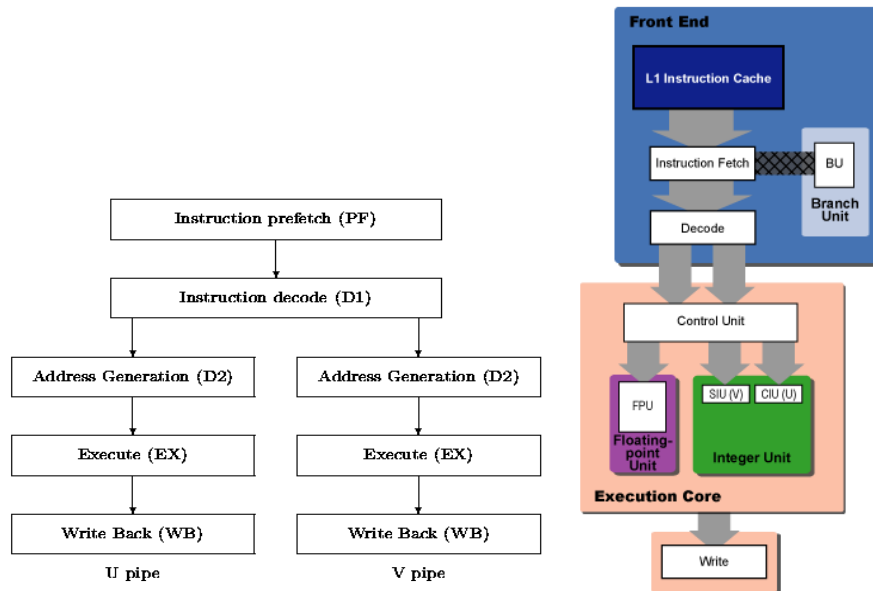 Instruction prefetch (PF)
Instruction decode (D1)
Address Generation (D2)
Address Generation (D2)
Execute (EX)
Execute (EX)
Write Back (WB)
Write Back (WB)
U pipe
V pipe
Front End
L1 Instruction Cache
Instruction Fetch
BU
Branch
Unit
Decode
Control Unit
FPU
Floating-
point
Unit
SIU (V)
CIU (U)
Integer Unit
Execution Core
Write